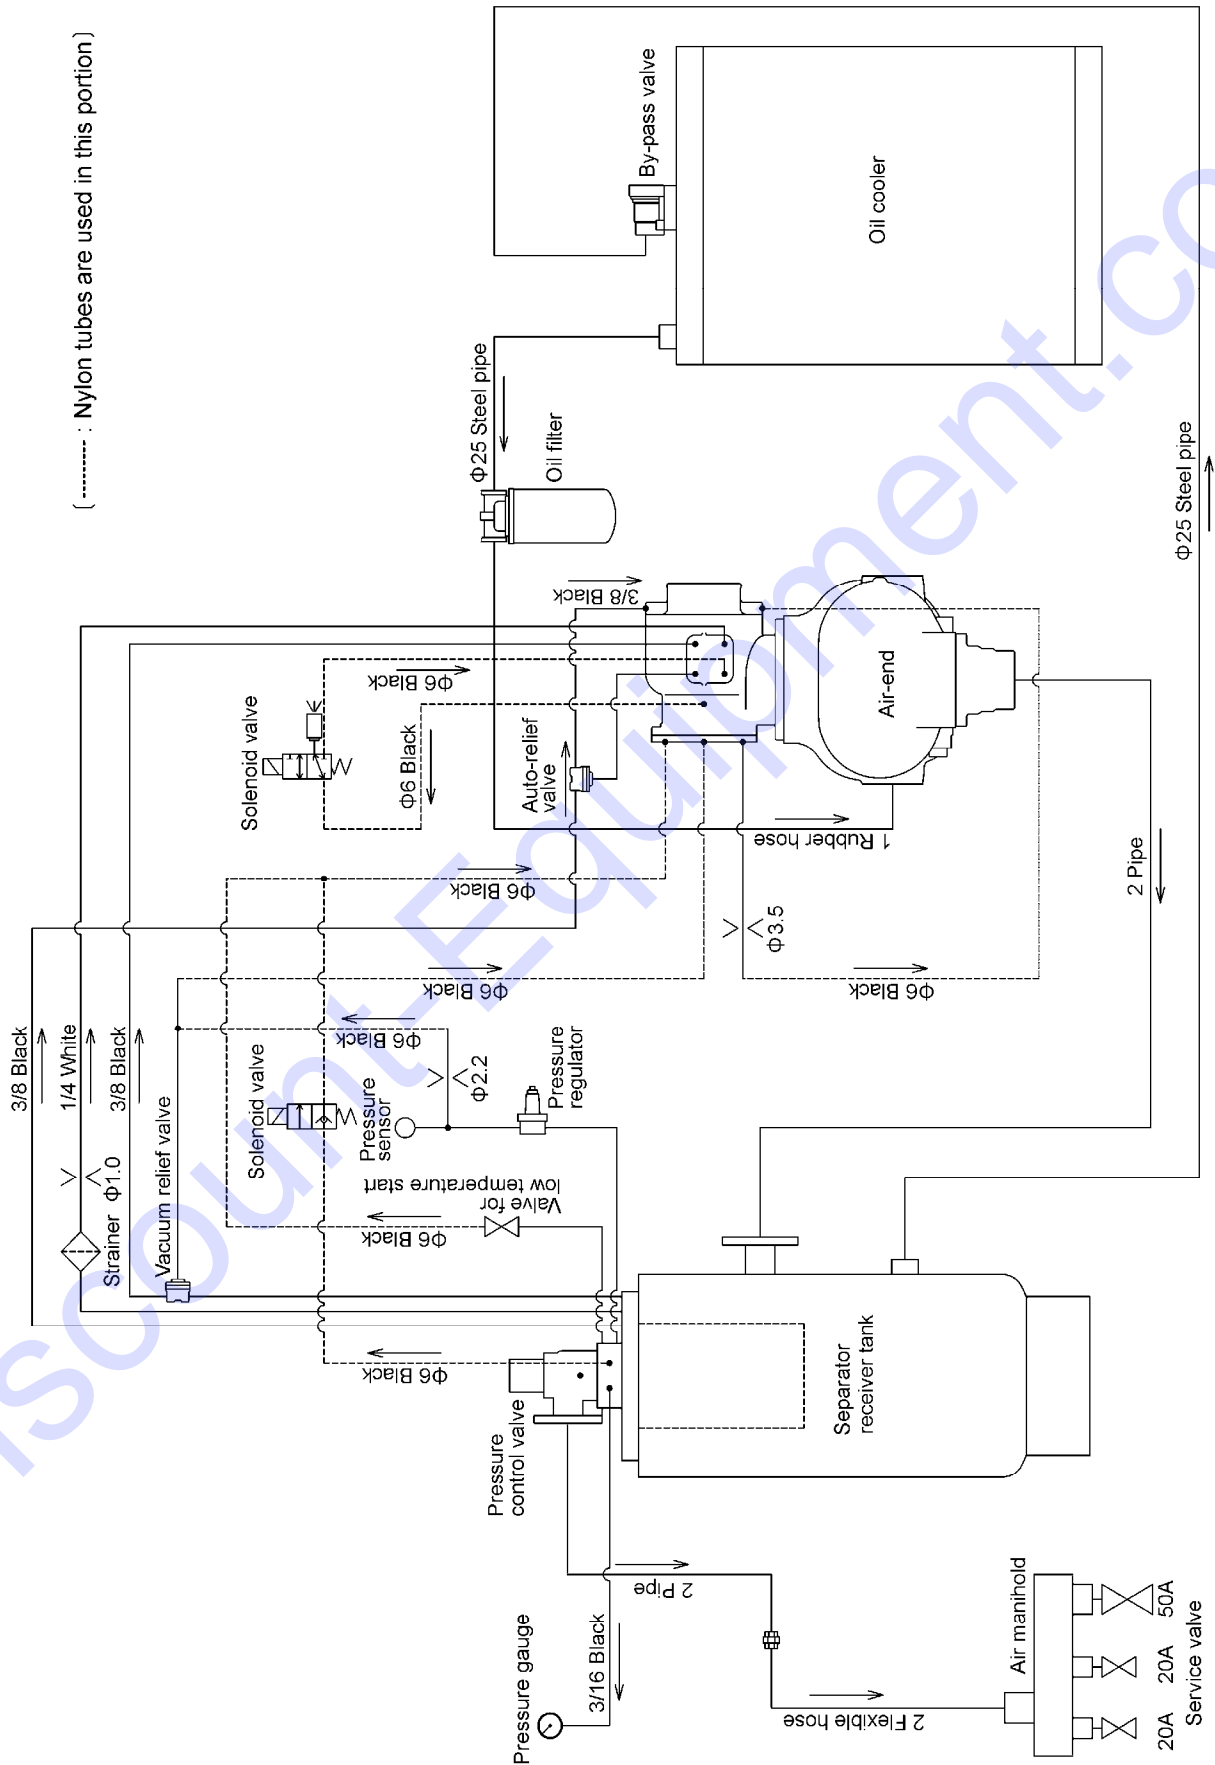 [ -------- : Nylon tubes are used in this portion ]
3/8 Black
1/4 White
3/8 Black
Strainer Φ1.0
Vacuum relief valve
Solenoid valve
Φ6 Black
Solenoid valve
Φ6 Black
Φ6 Black
Φ6 Black
Φ6 Black
Φ6 Black
Φ6 Black
Valve for
low temperature start
Pressure
sensor
Φ2.2
Pressure
regulator
Auto-relief
valve
3/8 Black
Φ25 Steel pipe
Oil filter
By-pass valve
Oil cooler
Air-end
1 Rubber hose
Φ3.5
Φ6 Black
2 Pipe
Φ25 Steel pipe
Pressure
control valve
Separator
receiver tank
Pressure gauge
3/16 Black
2 Pipe
2 Flexible hose
Air manihold
20A
20A
50A
Service valve
Discount-Equipment.co